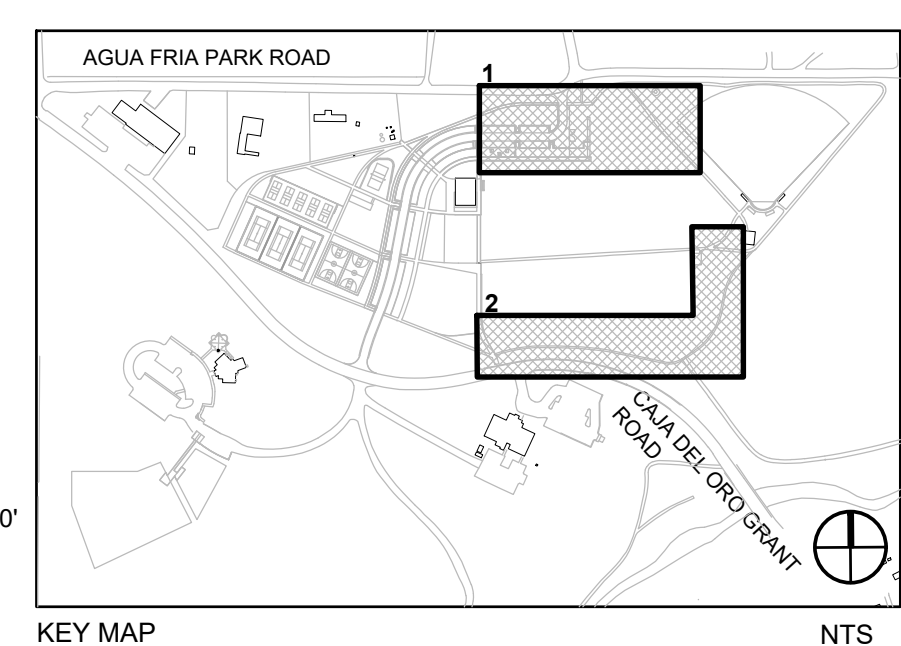 AGUA FRIA PARK ROAD
1
2
CAJA DEL ORO GRANT
ROAD
0'
KEY MAP
NTS